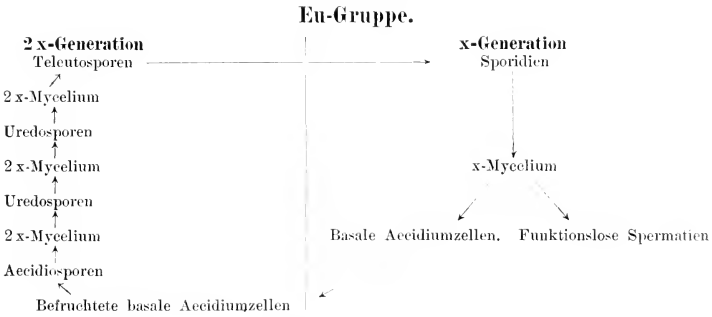 Eu-Gruppe.
2 x-Generation
x-Generation
Teleutosporen
Sporidien
2 x-Mycelium
Uredosporen
2 x-Mycelium
x-Mycelium
Uredosporen
2 x-Mycelium
Basale Aecidiumzellen. Funktionslose Spermatien
Aecidiosporen
Befruchtete basale Aecidiumzellen